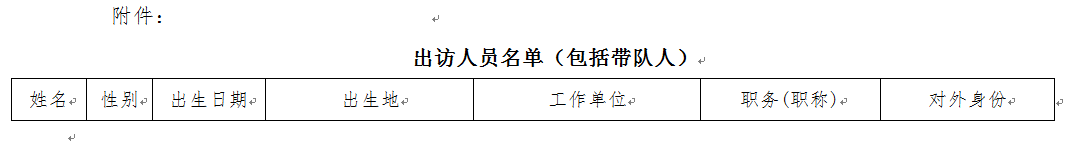 附件：
出访人员名单（包括带队人）
姓名 性别 出生日期 出生地 工作单位 职务(职称) 对外身份